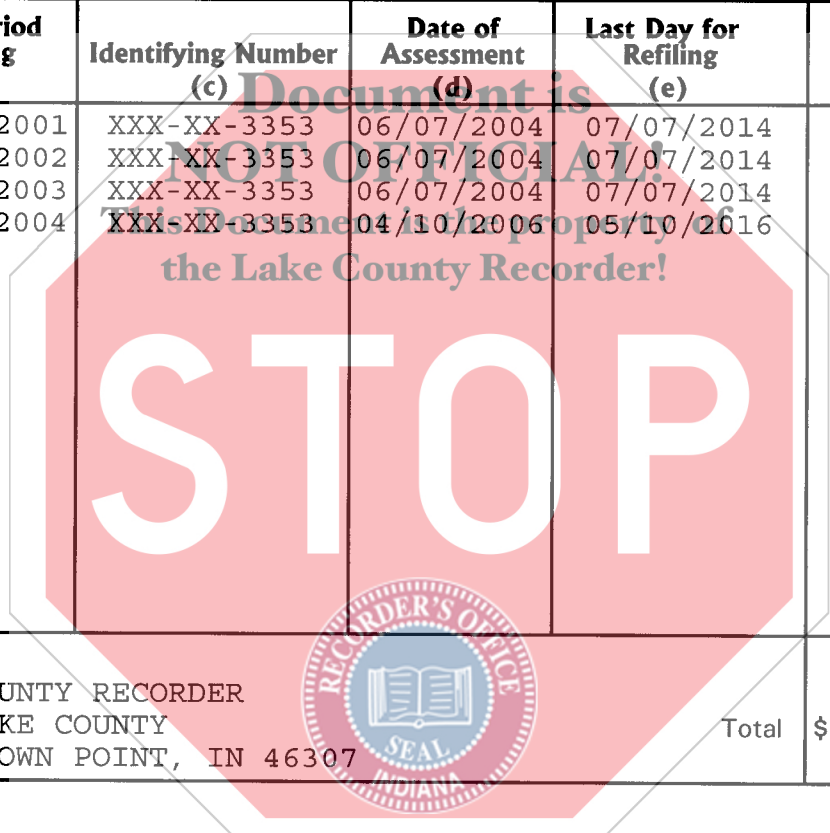 riod
g
Identifying Number
(c)
Date of
Assessment
(d)
Last Day for
Refiling
(e)
2001 XXX-XX-3353 06/07/2004 07/07/2014
2002 XXX-XX-3353 06/07/2004 07/07/2014
2003 XXX-XX-3353 06/07/2004 07/07/2014
2004 XXX-XX-3353 04/10/2006 05/10/2016
Document is
NOT OFFICIAL!
This Document is the property of
the Lake County Recorder!
STOP
RECORDER'S OFFICE
SEAL
INDIANA
UNTY RECORDER
KE COUNTY
Total $
OWN POINT, IN 46307